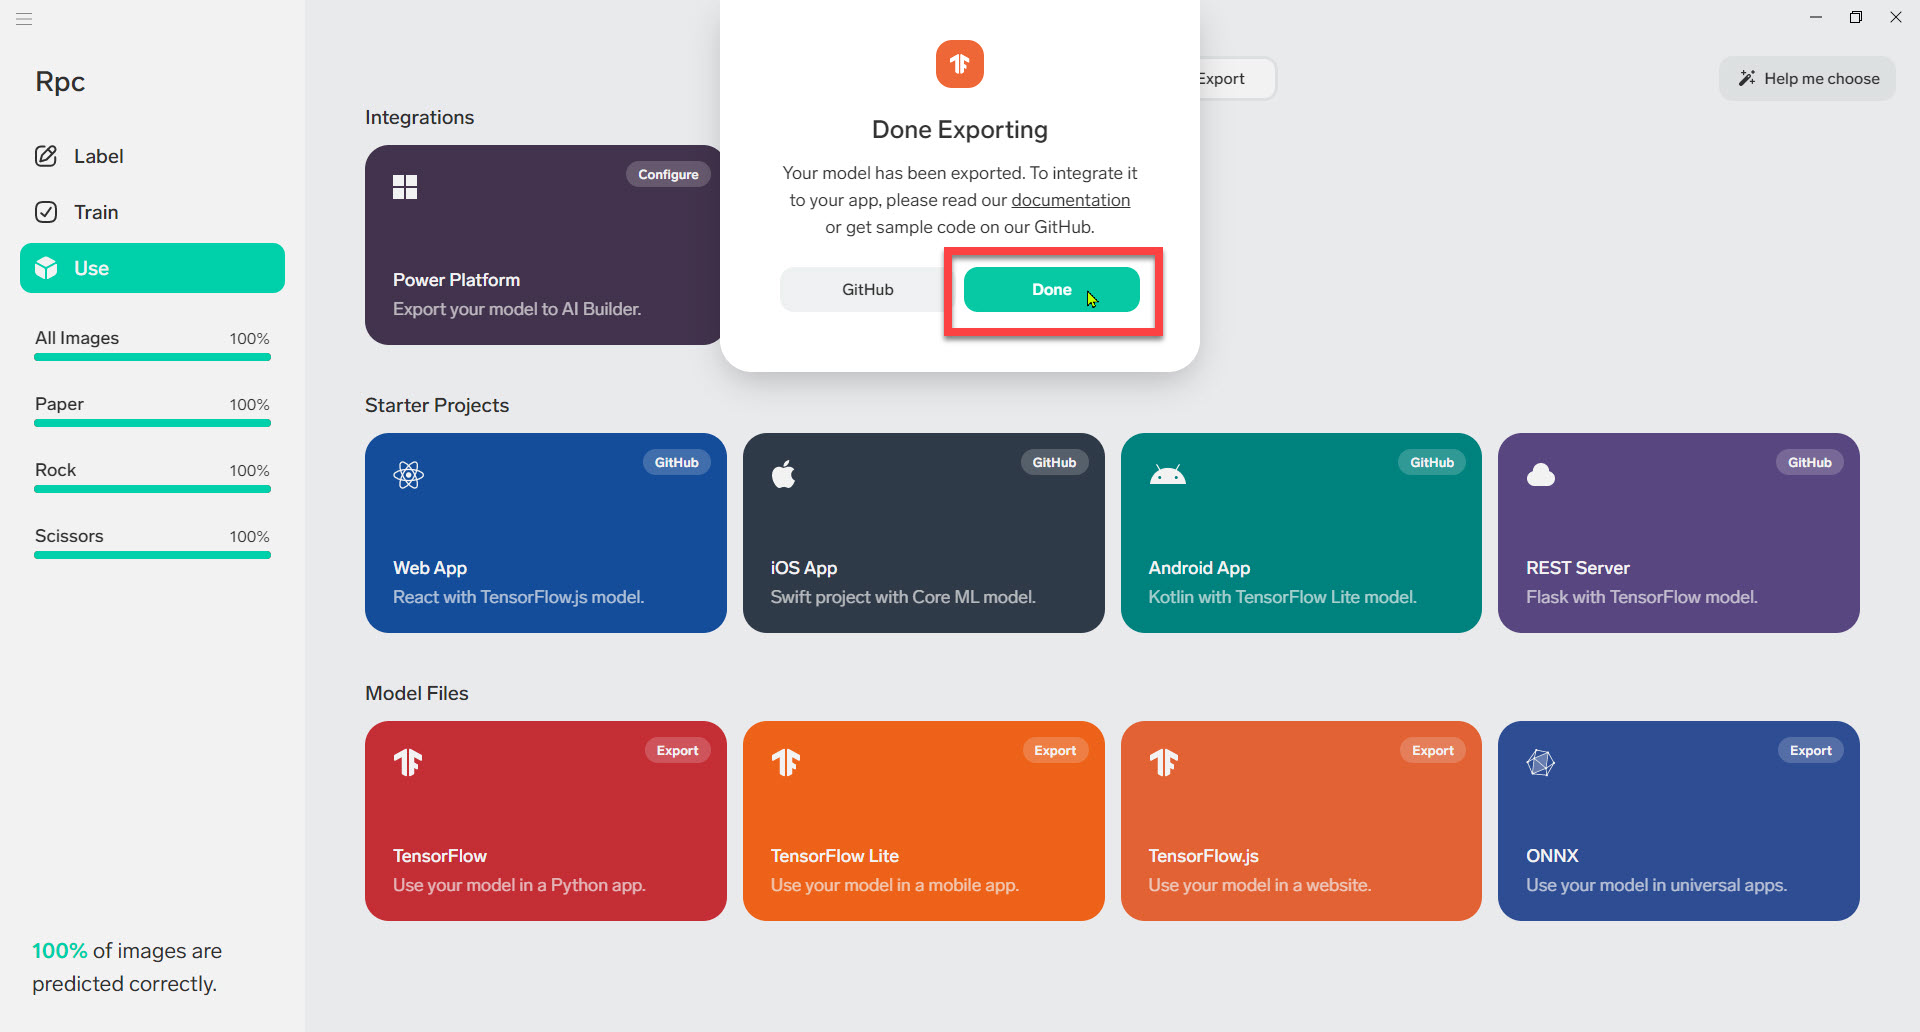 Rpc
Label
Train
Use
All Images 100%
Paper 100%
Rock 100%
Scissors 100%
100% of images are
predicted correctly.
Export
Help me choose
Done Exporting
Your model has been exported. To integrate it
to your app, please read our documentation
or get sample code on our GitHub.
GitHub
Done
Integrations
Configure
Power Platform
Export your model to AI Builder.
Starter Projects
GitHub
Web App
React with TensorFlow.js model.
GitHub
iOS App
Swift project with Core ML model.
GitHub
Android App
Kotlin with TensorFlow Lite model.
GitHub
REST Server
Flask with TensorFlow model.
Model Files
Export
TensorFlow
Use your model in a Python app.
Export
TensorFlow Lite
Use your model in a mobile app.
Export
TensorFlow.js
Use your model in a website.
Export
ONNX
Use your model in universal apps.